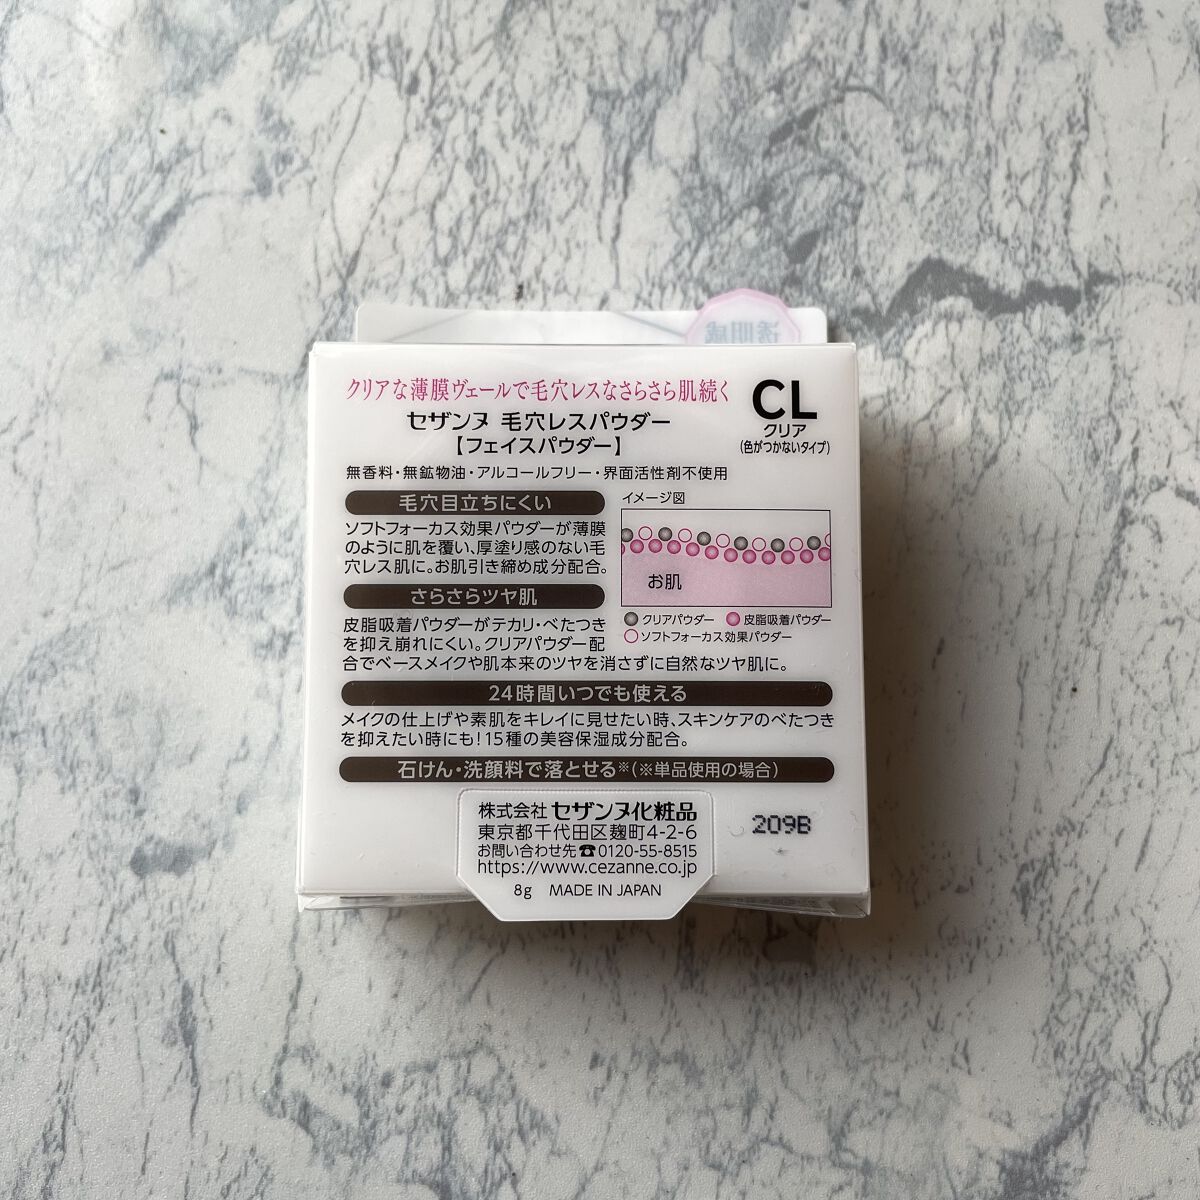 透明感
クリアな薄膜ヴェールで毛穴レスなさらさら肌続く
セザンヌ 毛穴レスパウダー
【フェイスパウダー】
CL
クリア
(色がつかないタイプ)
無香料・無鉱物油・アルコールフリー・界面活性剤不使用
毛穴目立ちにくい
ソフトフォーカス効果パウダーが薄膜
のように肌を覆い、厚塗り感のない毛
穴レス肌に。お肌引き締め成分配合。
イメージ図
お肌
クリアパウダー 皮脂吸着パウダー
ソフトフォーカス効果パウダー
さらさらツヤ肌
皮脂吸着パウダーがテカリ・べたつき
を抑え崩れにくい。クリアパウダー配
合でベースメイクや肌本来のツヤを消さずに自然なツヤ肌に。
24時間いつでも使える
メイクの仕上げや素肌をキレイに見せたい時、スキンケアのべたつき
を抑えたい時にも!15種の美容保湿成分配合。
石けん・洗顔料で落とせる※(※単品使用の場合)
株式会社 セザンヌ化粧品
東京都千代田区麹町4-2-6
お問い合わせ先☎0120-55-8515
https://www.cezanne.co.jp
8g MADE IN JAPAN
209B